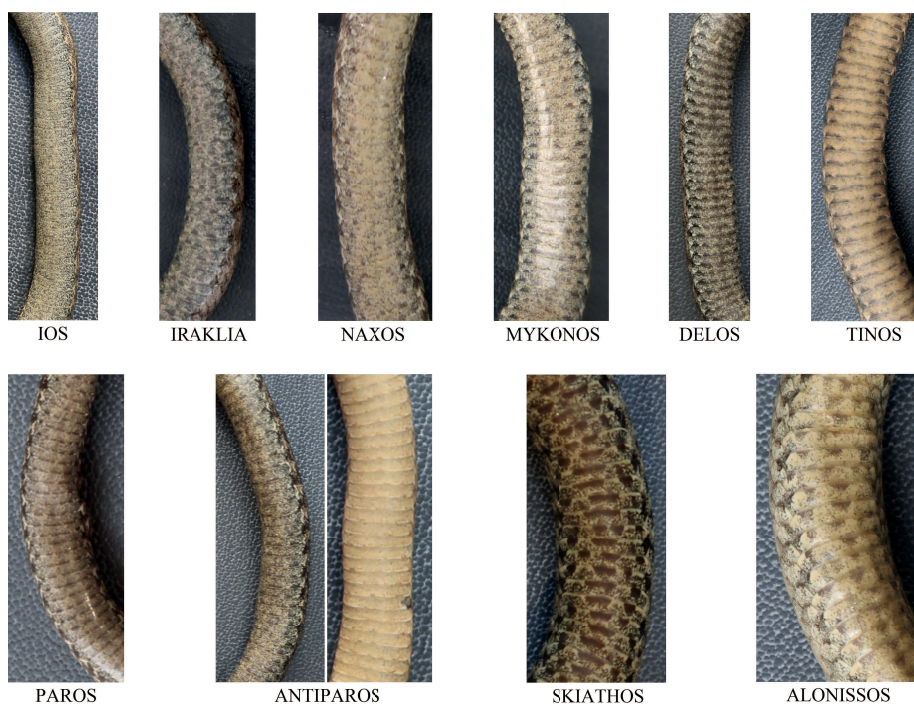 IOS
IRAKLIA
NAXOS
MYKONOS
DELOS
TINOS
PAROS
ANTIPAROS
SKIATHOS
ALONISSOS